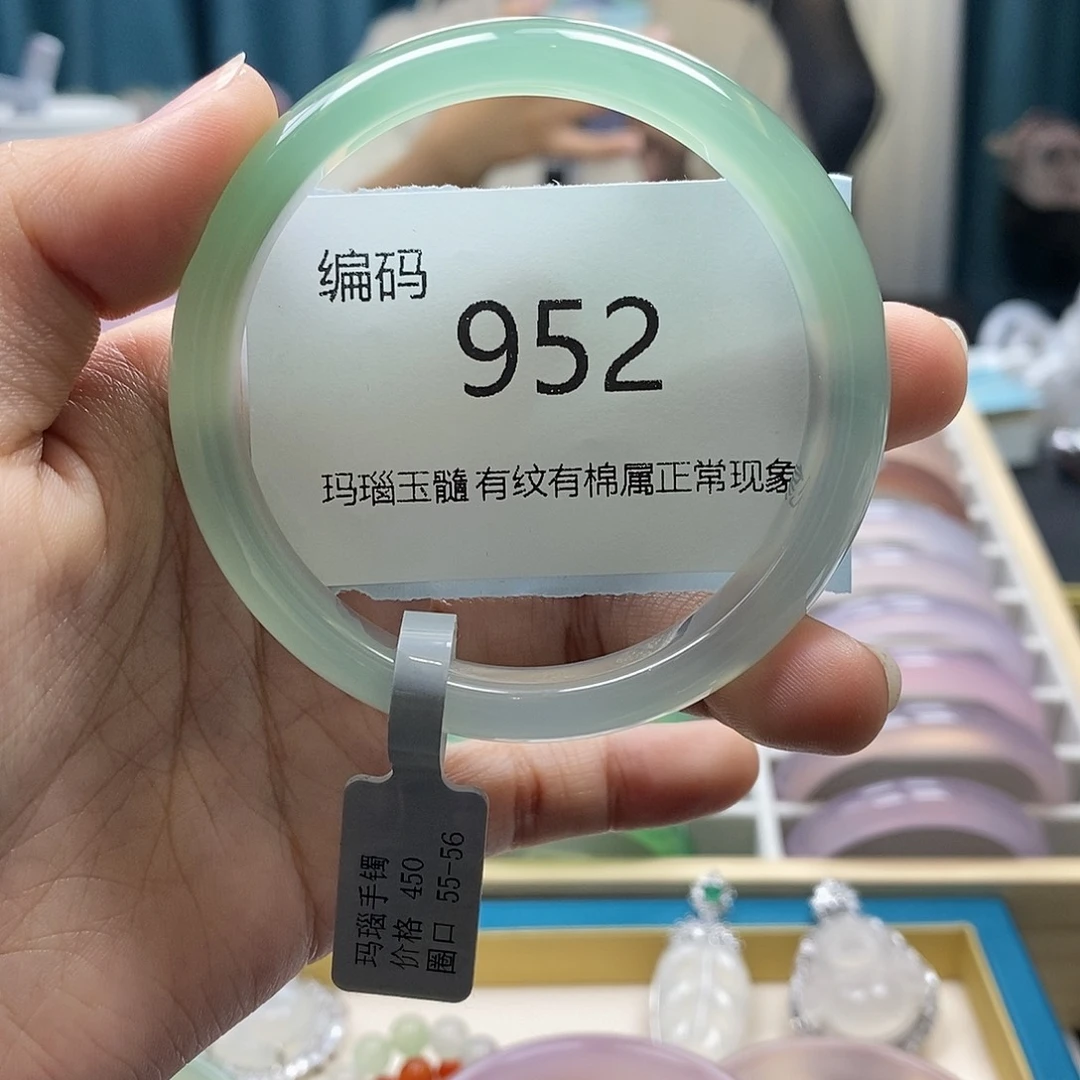 编码
952
玛瑙玉髓有纹有棉属正常现象
玛瑙手镯
价格 450
圈口 55-56